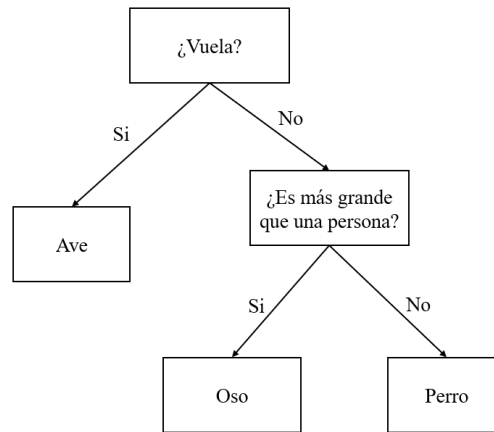 ¿Vuela?
Si
No
¿Es más grande
que una persona?
Ave
Si
No
Oso
Perro